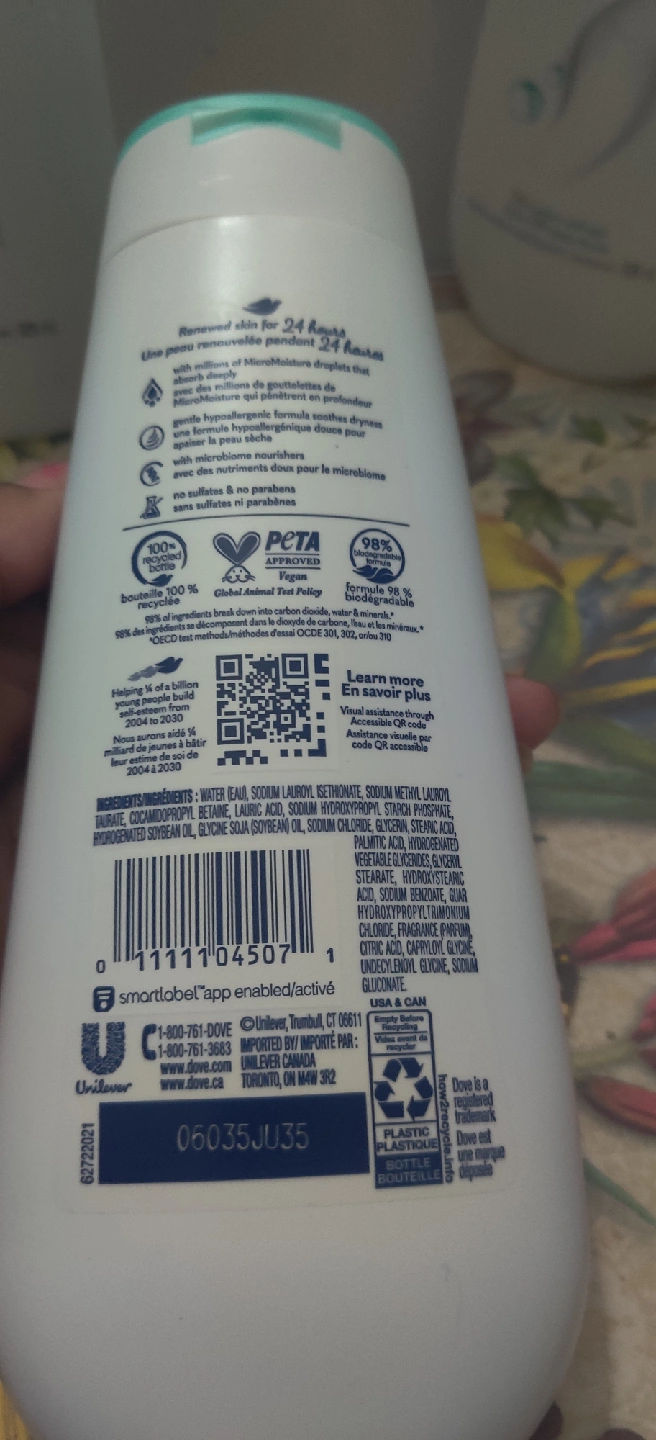 Renewed skin for 24 hours
Une peau renouvelée pendant 24 heures
with millions of MicroMoisture droplets that
absorb deeply
avec des millions de gouttelettes de
MicroMoisture qui pénètrent en profondeur
gentle hypoallergenic formula soothes dryness
une formule hypoallergénique douce pour
apaiser la peau sèche
with microbiome nourishers
avec des nutriments doux pour le microbiome
no sulfates & no parabens
sans sulfates ni parabènes
100%
recycled
bottle
bouteille 100 %
recyclée
PETA
APPROVED
Vegan
Global Animal Test Policy
98%
biodegradable
formula
formule 98 %
biodégradable
98% of ingredients break down into carbon dioxide, water & minerals.*
98% des ingrédients se décomposent dans le dioxyde de carbone, l'eau et les minéraux.*
*OECD test methods/méthodes d'essai OCDE 301, 302, or/ou 310
Helping ¼ of a billion
young people build
self-esteem from
2004 to 2030
Nous aurons aidé ¼
milliard de jeunes à bâtir
leur estime de soi de
2004 à 2030
Learn more
En savoir plus
Visual assistance through
Accessible QR code
Assistance visuelle par
code QR accessible
INGREDIENTS/INGRÉDIENTS : WATER (EAU), SODIUM LAUROYL ISETHIONATE, SODIUM METHYL LAUROYL
TAURATE, COCAMIDOPROPYL BETAINE, LAURIC ACID, SODIUM HYDROXYPROPYL STARCH PHOSPHATE,
HYDROGENATED SOYBEAN OIL, GLYCINE SOJA (SOYBEAN) OIL, SODIUM CHLORIDE, GLYCERIN, STEARIC ACID,
PALMITIC ACID, HYDROGENATED
VEGETABLE GLYCERIDES, GLYCERYL
STEARATE, HYDROXYSTEARIC
ACID, SODIUM BENZOATE, GUAR
HYDROXYPROPYLTRIMONIUM
CHLORIDE, FRAGRANCE (PARFUM),
CITRIC ACID, CAPRYLOYL GLYCINE,
UNDECYLENOYL GLYCINE, SODIUM
GLUCONATE.
0 11111 04507 1
smartlabel™ app enabled/activé
Unilever
1-800-761-DOVE
1-800-761-3683
www.dove.com
www.dove.ca
©Unilever, Trumbull, CT 06611
IMPORTED BY/ IMPORTÉ PAR :
UNILEVER CANADA
TORONTO, ON M4W 3R2
USA & CAN
Empty Before
Recycling
Videz avant de
recycler
PLASTIC
PLASTIQUE
BOTTLE
BOUTEILLE
how2recycle.info
Dove is a
registered
trademark
Dove est
une marque
déposée
62722021
06035JU35